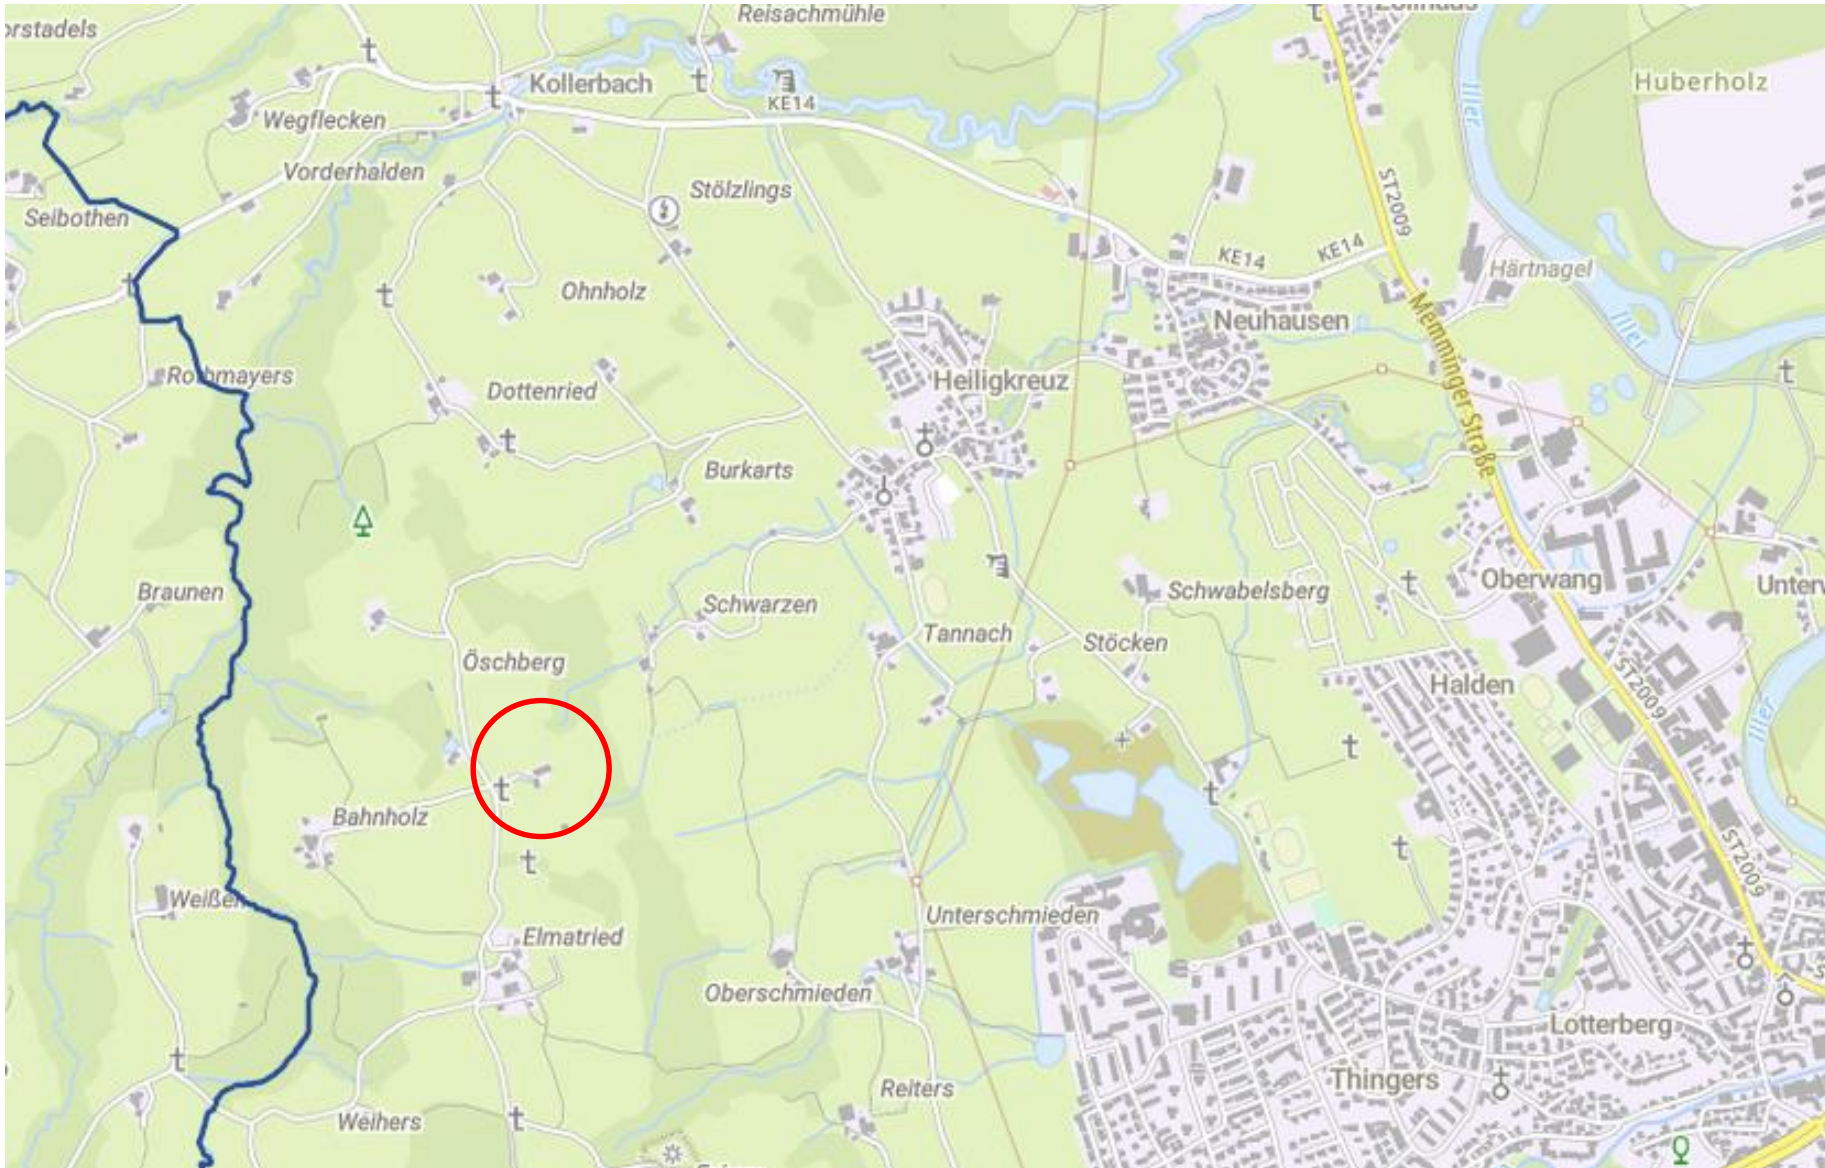 Reisachmühle
Kollerbach
KE14
Huberholz
Wegflecken
Iller
Vorderhalden
Stölzlings
ST2009
Seibothen
KE14
KE14
Härtnagel
Ohnholz
Iller
Neuhausen
Memminger Straße
Rothmayers
Dottenried
Heiligkreuz
Burkarts
Braunen
Schwarzen
Schwabelsberg
Oberwang
Tannach
Stöcken
Öschberg
Halden
ST2009
Iller
Bahnholz
ST2009
Weißen
Unterschmieden
Elmatried
Oberschmieden
Lotterberg
Reiters
Thingers
Weihers